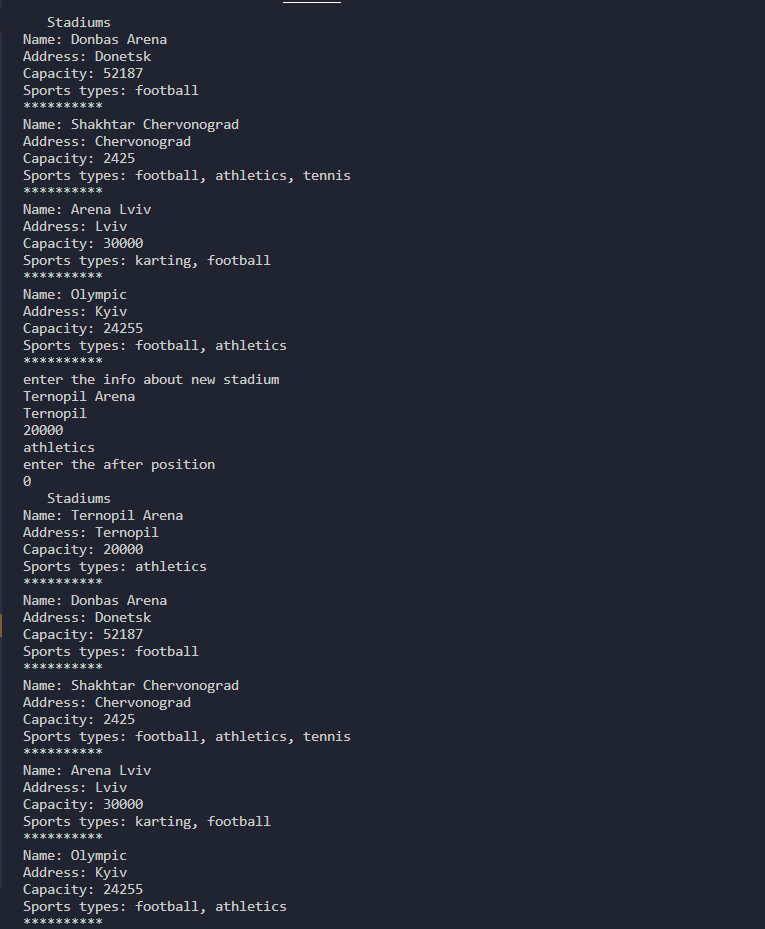 Stadiums
Name: Donbas Arena
Address: Donetsk
Capacity: 52187
Sports types: football
**********
Name: Shakhtar Chervonograd
Address: Chervonograd
Capacity: 2425
Sports types: football, athletics, tennis
**********
Name: Arena Lviv
Address: Lviv
Capacity: 30000
Sports types: karting, football
**********
Name: Olympic
Address: Kyiv
Capacity: 24255
Sports types: football, athletics
**********
enter the info about new stadium
Ternopil Arena
Ternopil
20000
athletics
enter the after position
0
Stadiums
Name: Ternopil Arena
Address: Ternopil
Capacity: 20000
Sports types: athletics
**********
Name: Donbas Arena
Address: Donetsk
Capacity: 52187
Sports types: football
**********
Name: Shakhtar Chervonograd
Address: Chervonograd
Capacity: 2425
Sports types: football, athletics, tennis
**********
Name: Arena Lviv
Address: Lviv
Capacity: 30000
Sports types: karting, football
**********
Name: Olympic
Address: Kyiv
Capacity: 24255
Sports types: football, athletics
**********